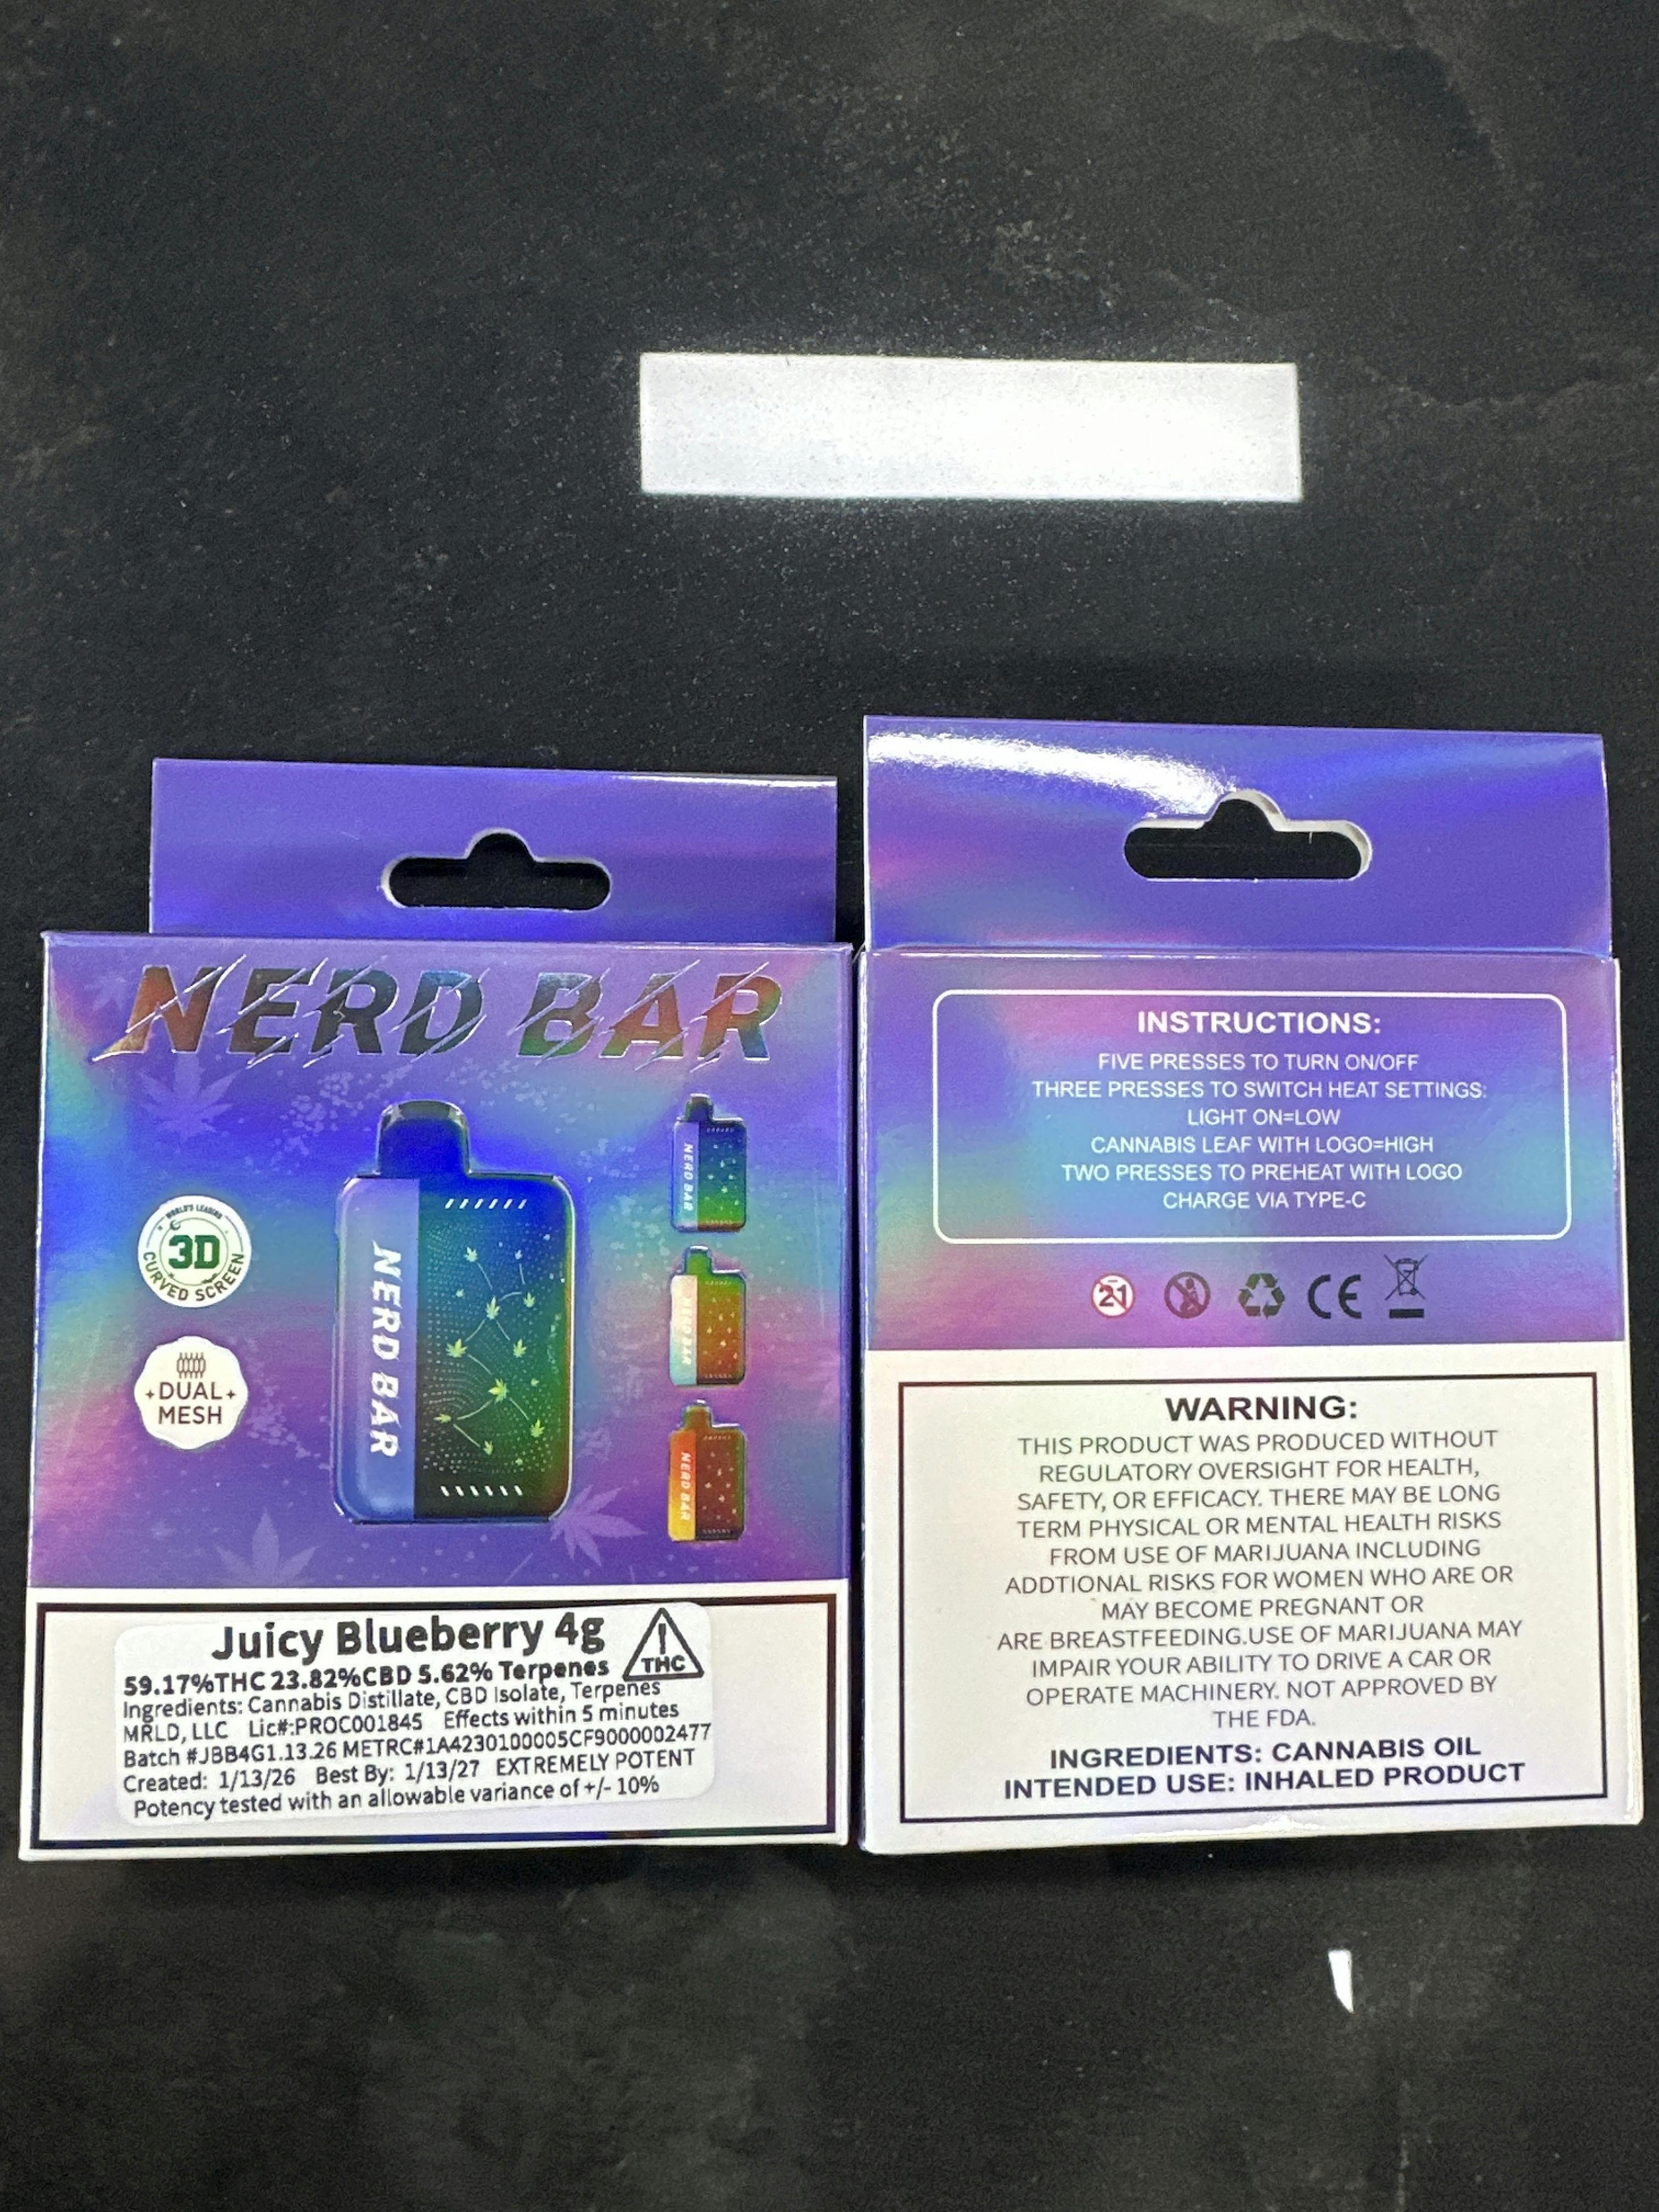 NERD BAR
WORLD'S LEADING
3D
CURVED SCREEN
DUAL
MESH
NERD BAR
NERD BAR
NERD BAR
NERD BAR
Juicy Blueberry 4g
THC
59.17%THC 23.82%CBD 5.62% Terpenes
Ingredients: Cannabis Distillate, CBD Isolate, Terpenes
MRLD, LLC Lic#:PROC001845 Effects within 5 minutes
Batch #JBB4G1.13.26 METRC#1A4230100005CF9000002477
Created: 1/13/26 Best By: 1/13/27 EXTREMELY POTENT
Potency tested with an allowable variance of +/- 10%
INSTRUCTIONS:
FIVE PRESSES TO TURN ON/OFF
THREE PRESSES TO SWITCH HEAT SETTINGS:
LIGHT ON=LOW
CANNABIS LEAF WITH LOGO=HIGH
TWO PRESSES TO PREHEAT WITH LOGO
CHARGE VIA TYPE-C
21
CE
WARNING:
THIS PRODUCT WAS PRODUCED WITHOUT
REGULATORY OVERSIGHT FOR HEALTH,
SAFETY, OR EFFICACY. THERE MAY BE LONG
TERM PHYSICAL OR MENTAL HEALTH RISKS
FROM USE OF MARIJUANA INCLUDING
ADDTIONAL RISKS FOR WOMEN WHO ARE OR
MAY BECOME PREGNANT OR
ARE BREASTFEEDING.USE OF MARIJUANA MAY
IMPAIR YOUR ABILITY TO DRIVE A CAR OR
OPERATE MACHINERY. NOT APPROVED BY
THE FDA.
INGREDIENTS: CANNABIS OIL
INTENDED USE: INHALED PRODUCT